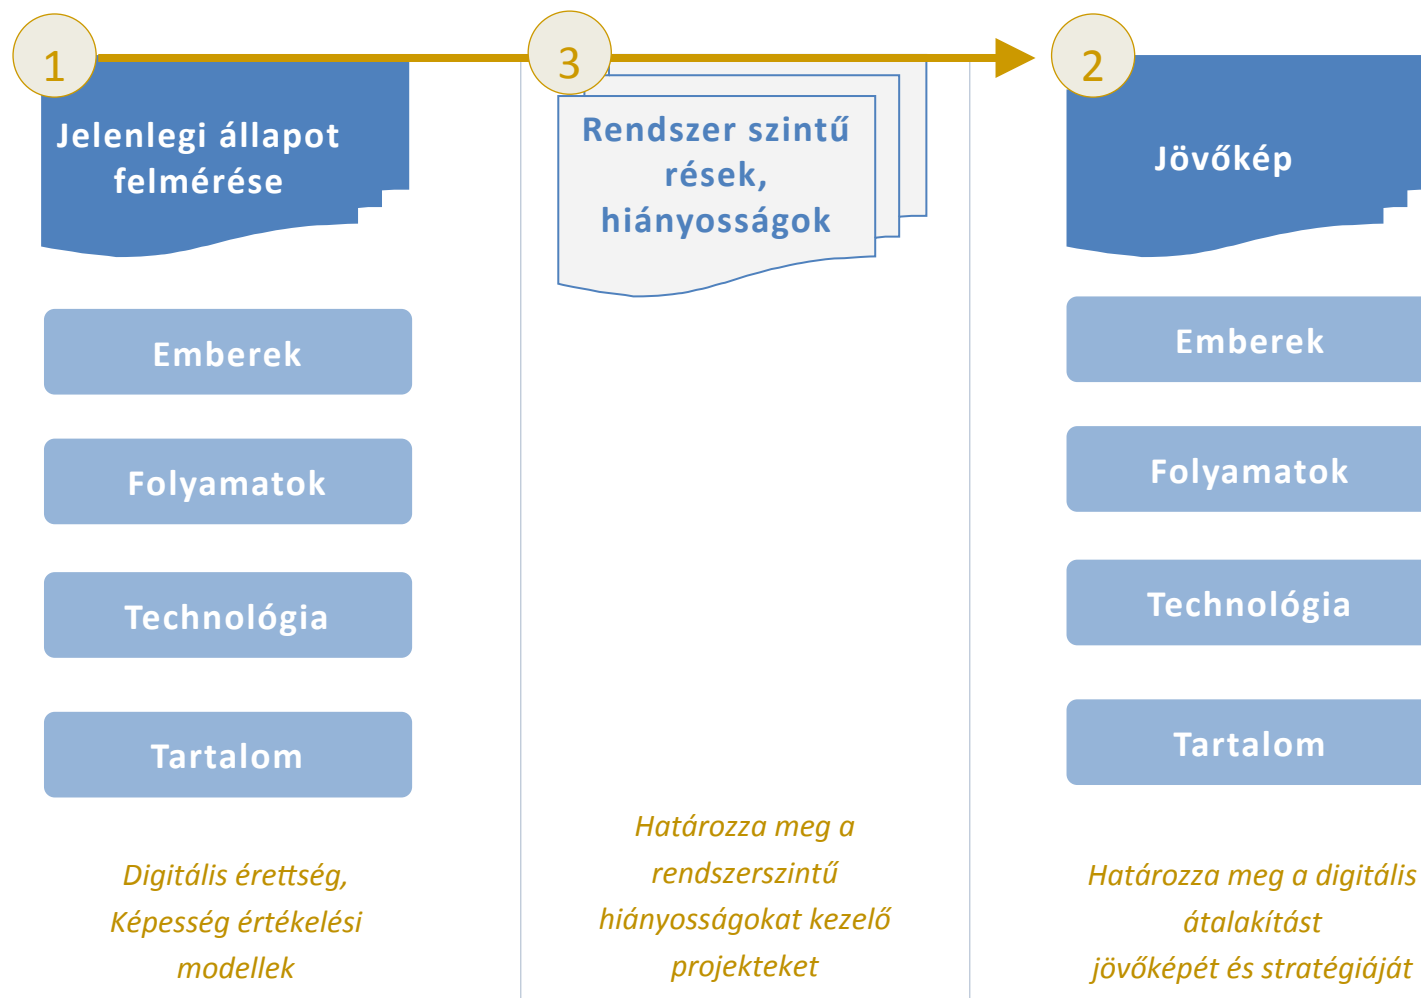 1
Jelenlegi állapot
felmérése
Emberek
Folyamatok
Technológia
Tartalom
Digitális érettség,
Képesség értékelési
modellek
3
Rendszer szintű
rések,
hiányosságok
Határozza meg a
rendszerszintű
hiányosságokat kezelő
projekteket
2
Jövőkép
Emberek
Folyamatok
Technológia
Tartalom
Határozza meg a digitális
átalakítást
jövőképét és stratégiáját